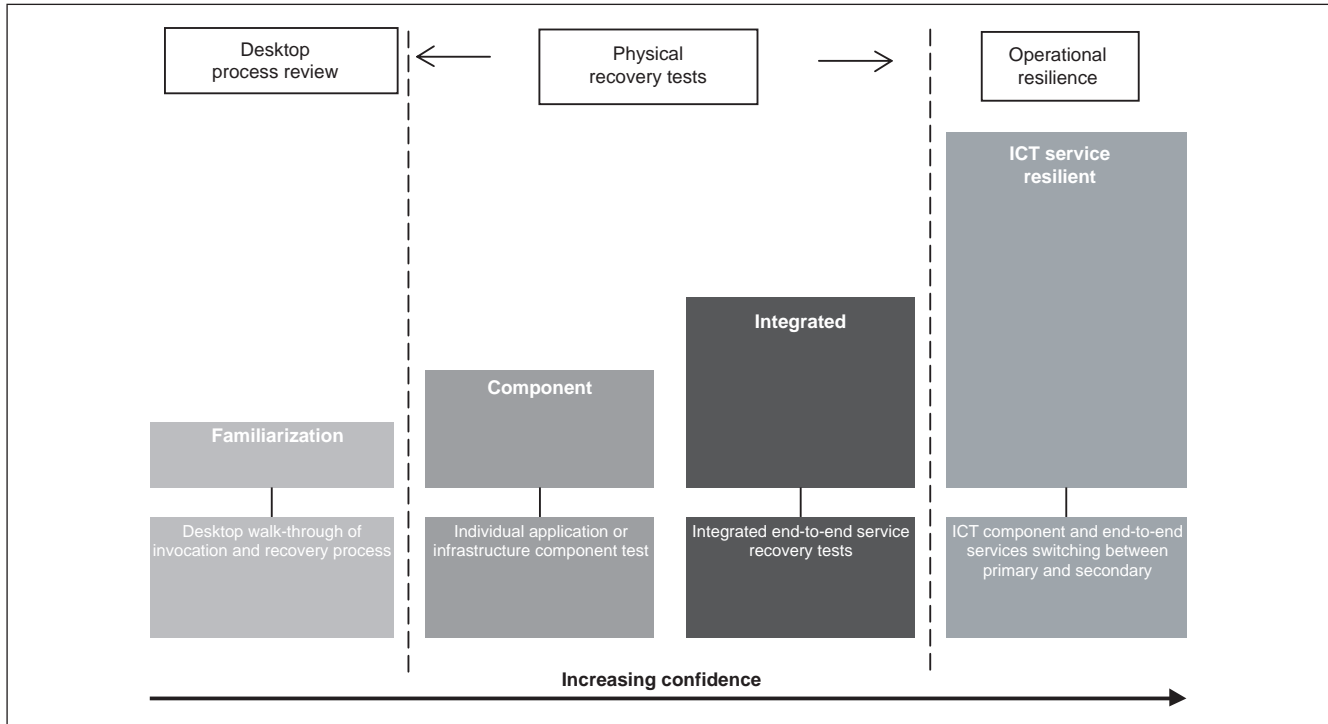 Desktop
process review
Physical
recovery tests
Operational
resilience
ICT service
resilient
Integrated
Component
Familiarization
Desktop walk-through of
invocation and recovery process
Individual application or
infrastructure component test
Integrated end-to-end service
recovery tests
ICT component and end-to-end
services switching between
primary and secondary
Increasing confidence